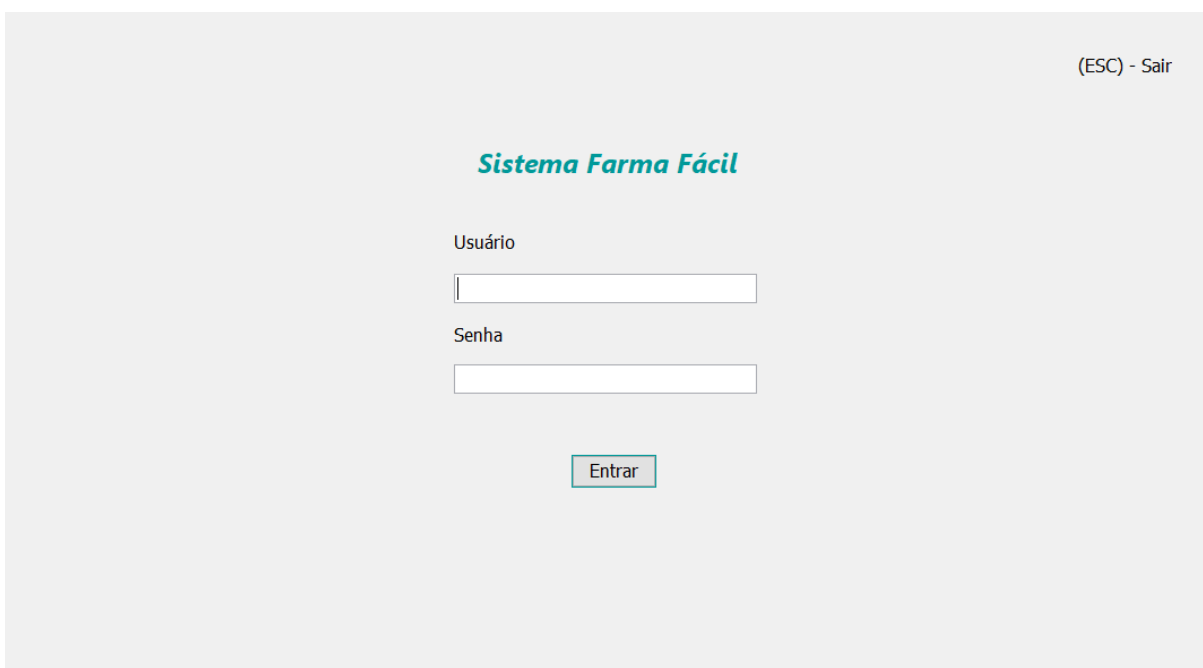 (ESC) - Sair
Sistema Farma Fácil
Usuário
Senha
Entrar